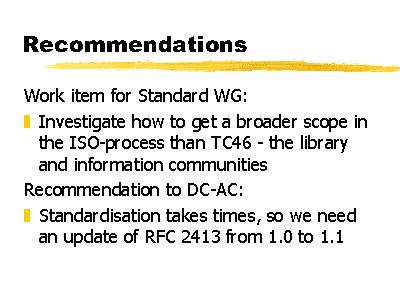 Recommendations
Work item for Standard WG:
Investigate how to get a broader scope in
the ISO-process than TC46 - the library
and information communities
Recommendation to DC-AC:
Standardisation takes times, so we need
an update of RFC 2413 from 1.0 to 1.1